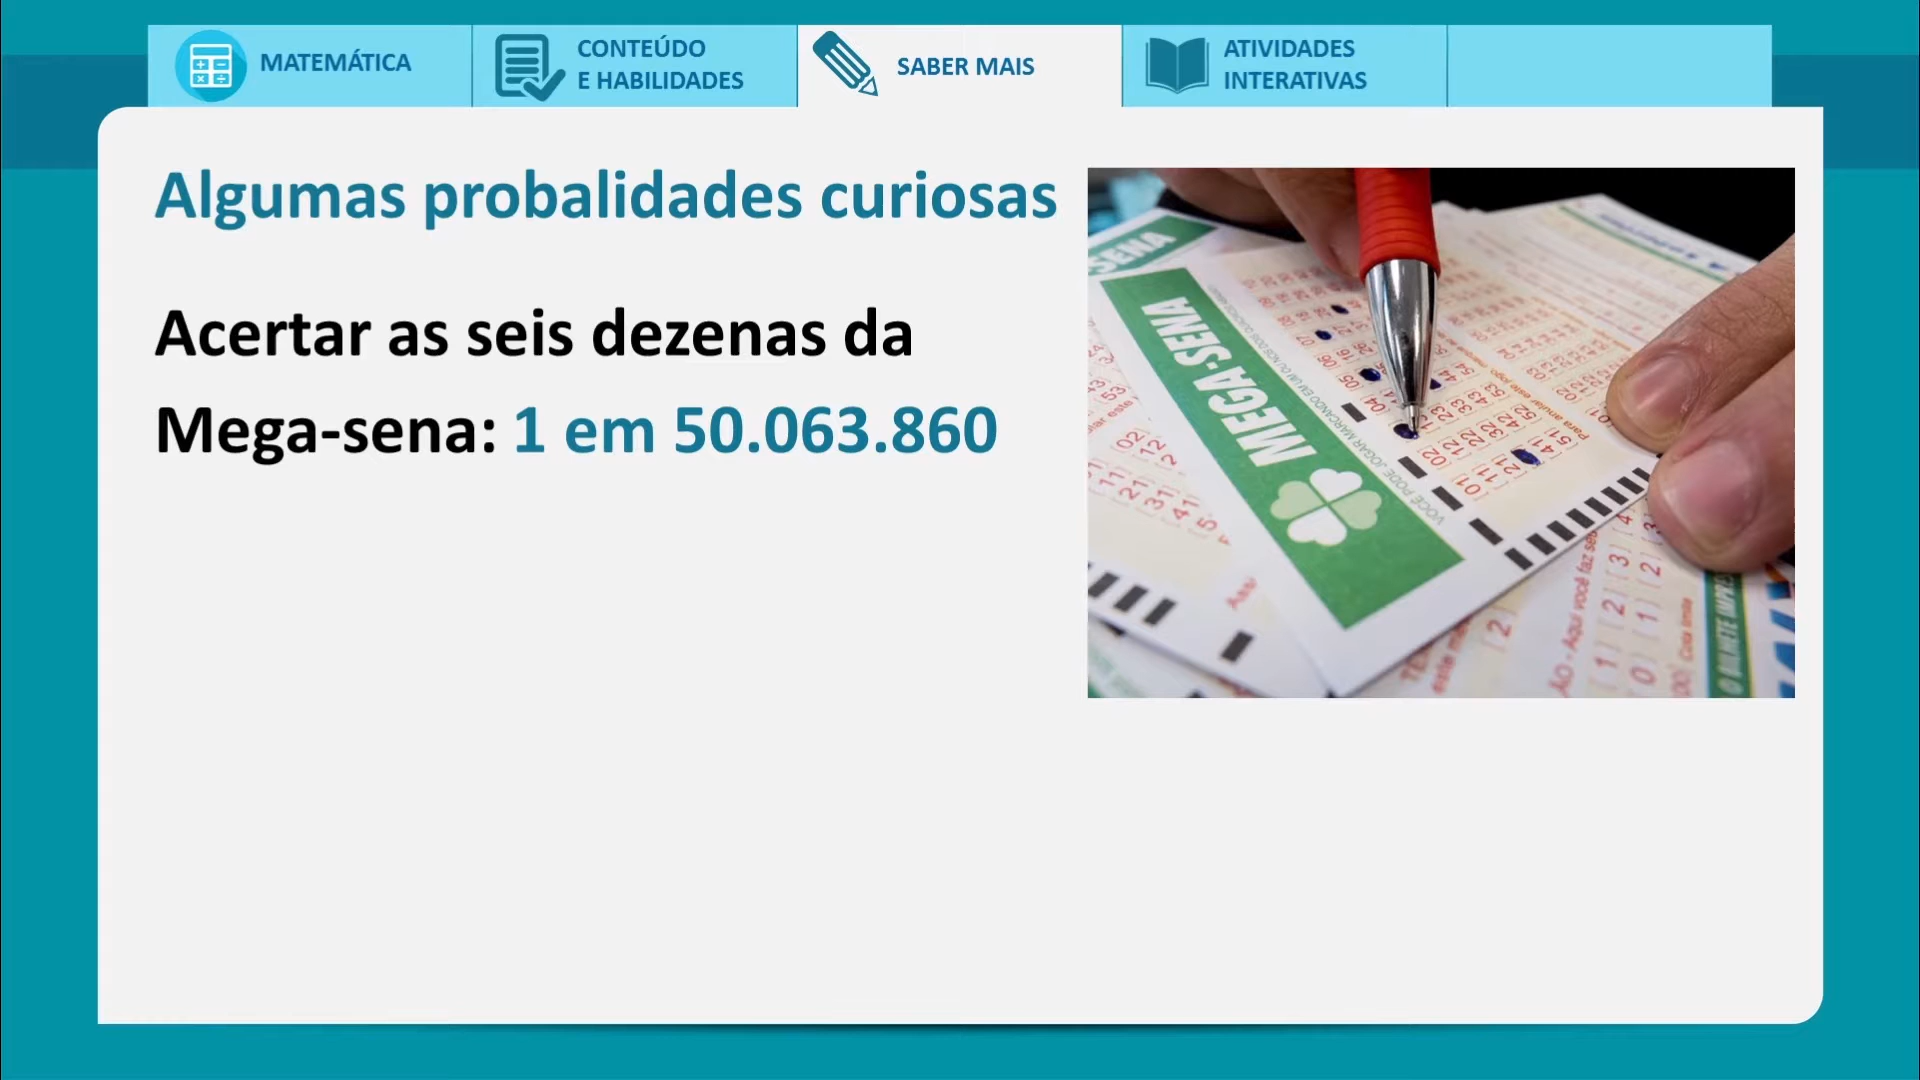 MATEMÁTICA
CONTEÚDO
E HABILIDADES
SABER MAIS
ATIVIDADES
INTERATIVAS
Algumas probalidades curiosas
Acertar as seis dezenas da
Mega-sena: 1 em 50.063.860
SENA
MEGA-SENA